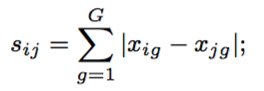 s_{ij} = \sum_{g=1}^{G} |x_{ig} - x_{jg}|;